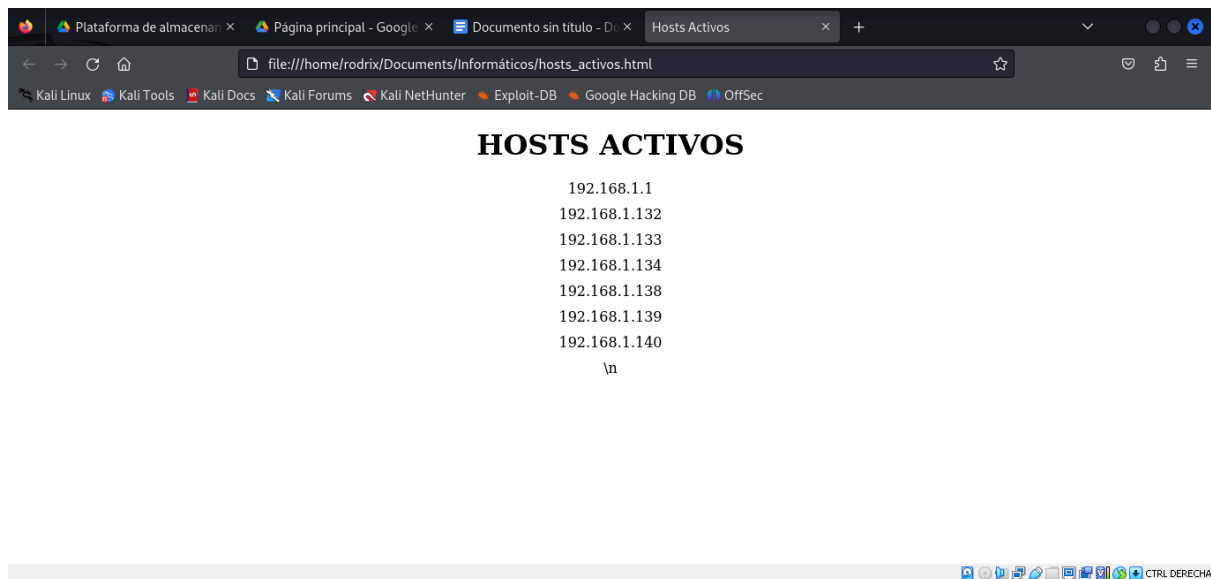 Plataforma de almacenam
Página principal - Google
Documento sin título - Do
Hosts Activos
file:///home/rodrix/Documents/Informáticos/hosts_activos.html
Kali Linux
Kali Tools
Kali Docs
Kali Forums
Kali NetHunter
Exploit-DB
Google Hacking DB
OffSec
HOSTS ACTIVOS
192.168.1.1
192.168.1.132
192.168.1.133
192.168.1.134
192.168.1.138
192.168.1.139
192.168.1.140
\n
CTRL DERECHA